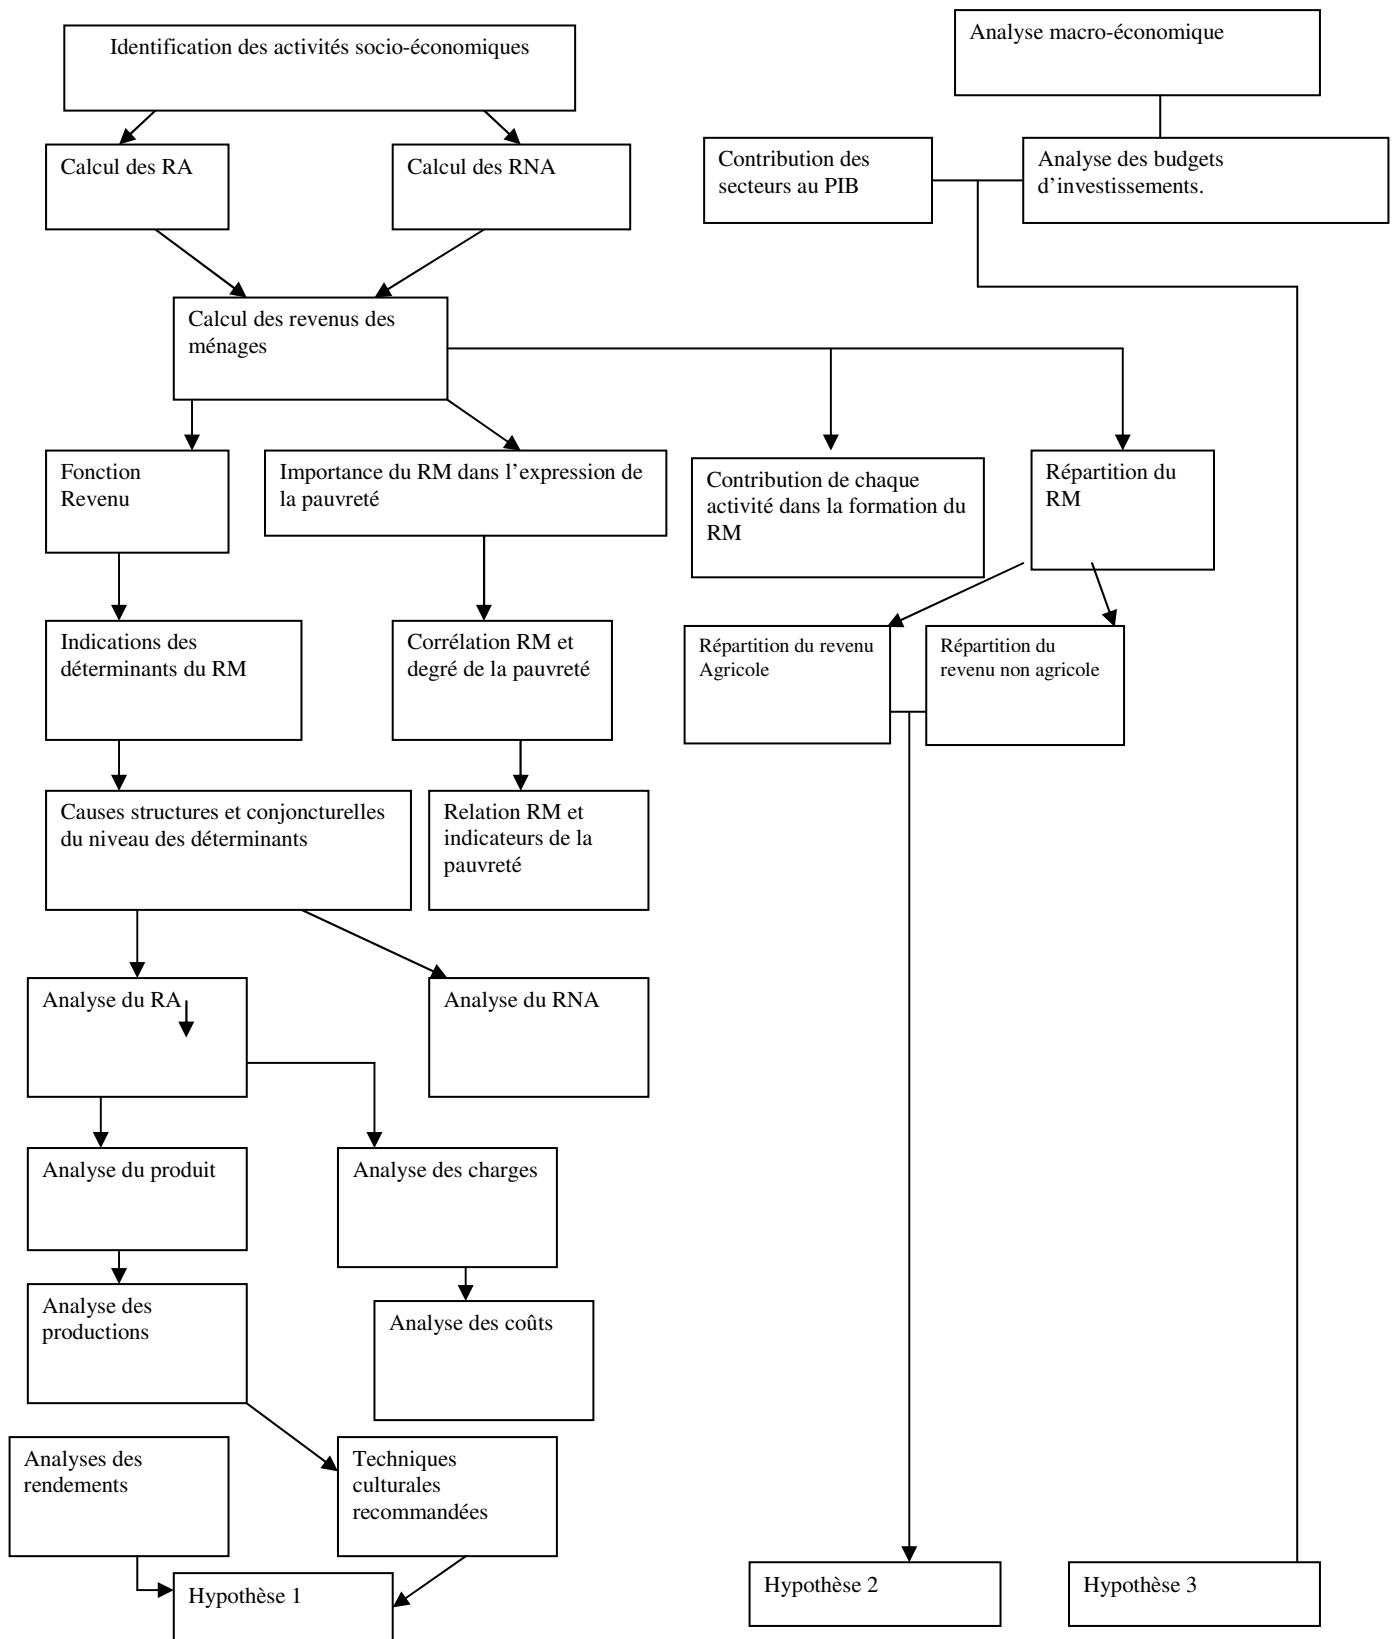 Identification des activités socio-économiques
Analyse macro-économique
Calcul des RA
Calcul des RNA
Contribution des
secteurs au PIB
Analyse des budgets
d’investissements.
Calcul des revenus des
ménages
Fonction
Revenu
Importance du RM dans l’expression de
la pauvreté
Contribution de chaque
activité dans la formation du
RM
Répartition du
RM
Indications des
déterminants du RM
Corrélation RM et
degré de la pauvreté
Répartition du revenu
Agricole
Répartition du
revenu non agricole
Causes structures et conjoncturelles
du niveau des déterminants
Relation RM et
indicateurs de la
pauvreté
Analyse du RA
Analyse du RNA
Analyse du produit
Analyse des charges
Analyse des
productions
Analyse des coûts
Analyses des
rendements
Techniques
culturales
recommandées
Hypothèse 1
Hypothèse 2
Hypothèse 3